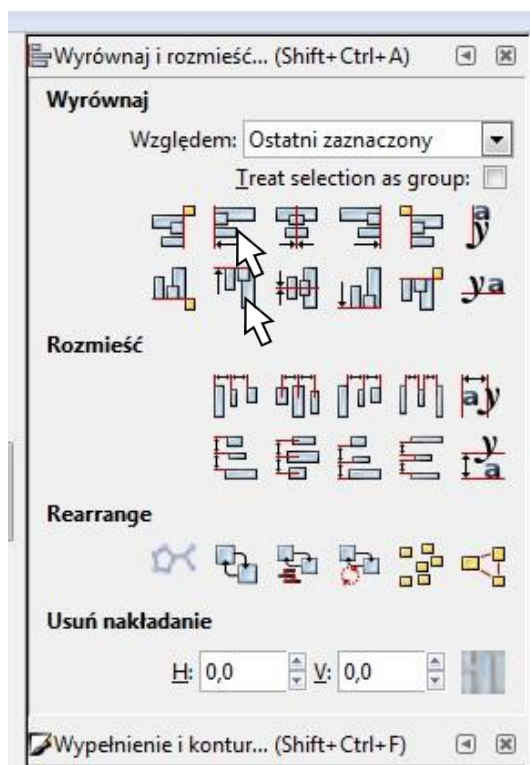 Wyrównaj i rozmieść... (Shift+Ctrl+A)
Wyrównaj
Względem: Ostatni zaznaczony
Treat selection as group:
Rozmieść
Rearrange
Usuń nakładanie
H: 0,0 V: 0,0
Wypełnienie i kontur... (Shift+Ctrl+F)